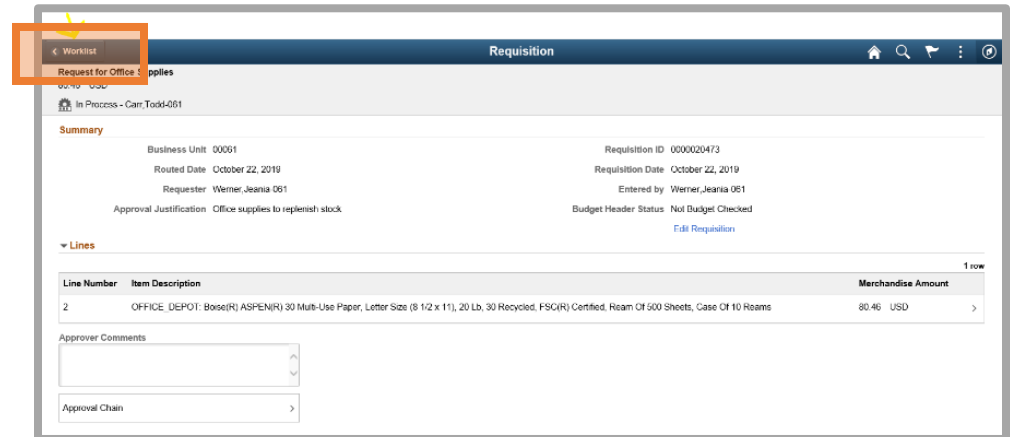 Worklist
Requisition
Request for Office Supplies
USD
In Process - Carr,Todd-061
Summary
Business Unit 00061
Requisition ID 0000020473
Routed Date October 22, 2019
Requisition Date October 22, 2019
Requester Werner,Jeania-061
Entered by Werner,Jeania-061
Approval Justification Office supplies to replenish stock
Budget Header Status Not Budget Checked
Edit Requisition
Lines
1 row
Line Number Item Description Merchandise Amount
2 OFFICE_DEPOT: Boise(R) ASPEN(R) 30 Multi-Use Paper, Letter Size (8 1/2 x 11), 20 Lb, 30 Recycled, FSC(R) Certified, Ream Of 500 Sheets, Case Of 10 Reams 80.46 USD
Approver Comments
Approval Chain